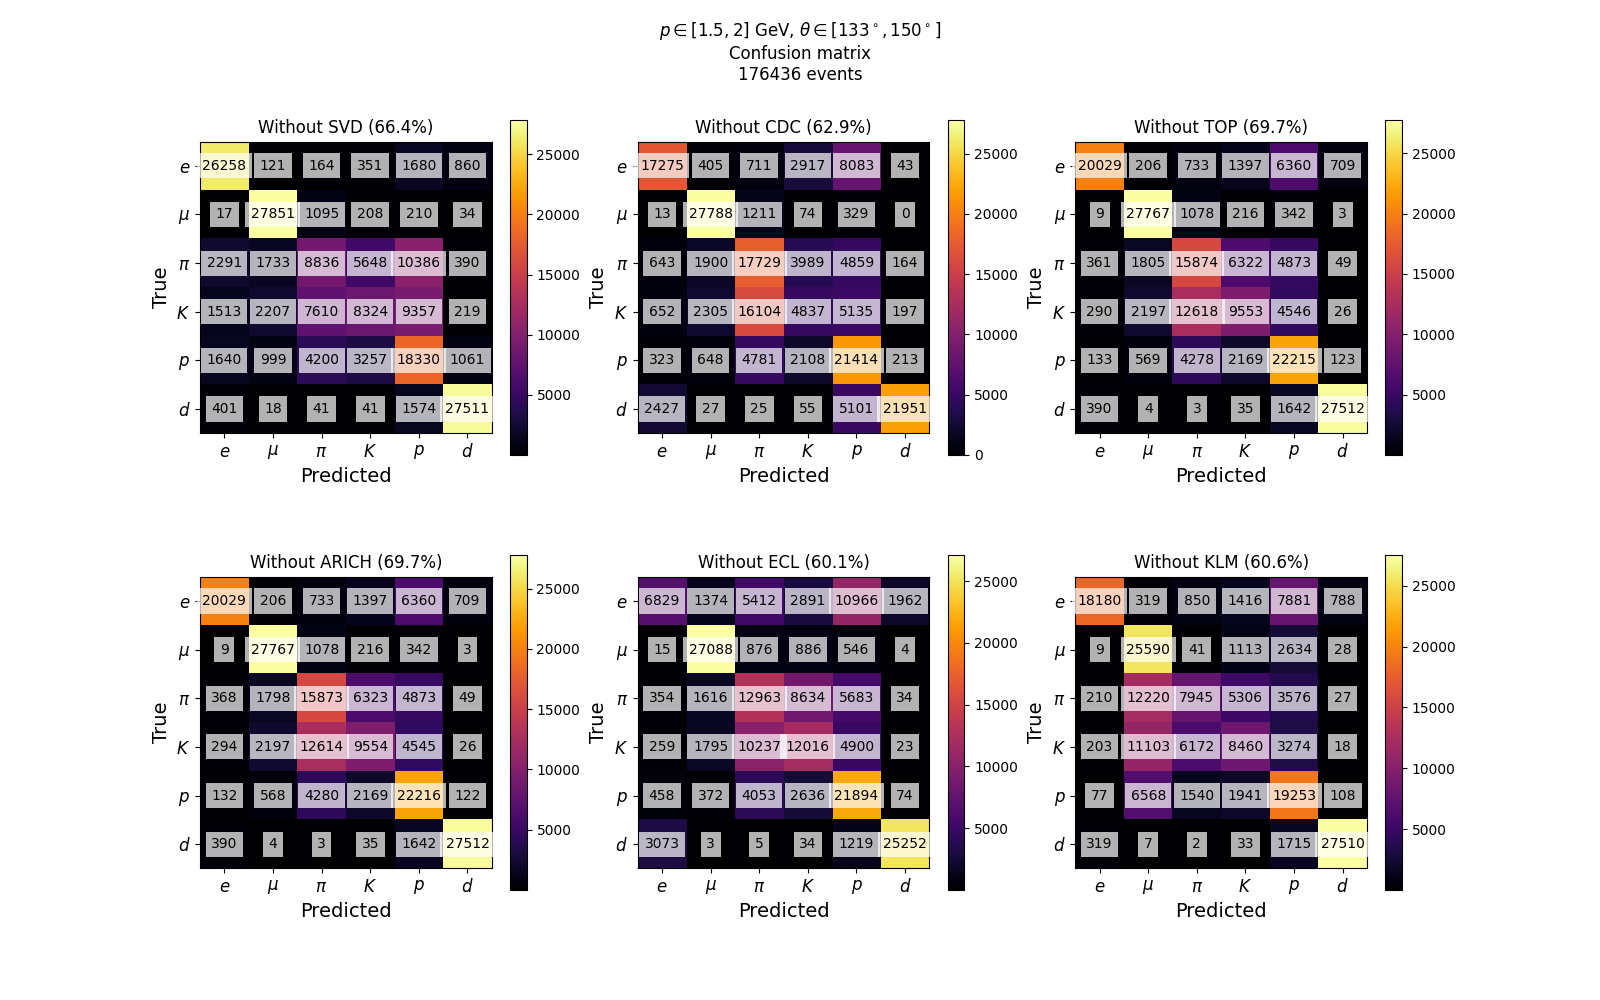 p ∈ [1.5, 2] GeV, θ ∈ [133°, 150°]
Confusion matrix
176436 events
Without SVD (66.4%)
e 26258 121 164 351 1680 860
μ 17 27851 1095 208 210 34
π 2291 1733 8836 5648 10386 390
K 1513 2207 7610 8324 9357 219
p 1640 999 4200 3257 18330 1061
d 401 18 41 41 1574 27511
e μ π K p d
Predicted
True
25000
20000
15000
10000
5000
Without CDC (62.9%)
e 17275 405 711 2917 8083 43
μ 13 27788 1211 74 329 0
π 643 1900 17729 3989 4859 164
K 652 2305 16104 4837 5135 197
p 323 648 4781 2108 21414 213
d 2427 27 25 55 5101 21951
e μ π K p d
Predicted
True
25000
20000
15000
10000
5000
0
Without TOP (69.7%)
e 20029 206 733 1397 6360 709
μ 9 27767 1078 216 342 3
π 361 1805 15874 6322 4873 49
K 290 2197 12618 9553 4546 26
p 133 569 4278 2169 22215 123
d 390 4 3 35 1642 27512
e μ π K p d
Predicted
True
25000
20000
15000
10000
5000
Without ARICH (69.7%)
e 20029 206 733 1397 6360 709
μ 9 27767 1078 216 342 3
π 368 1798 15873 6323 4873 49
K 294 2197 12614 9554 4545 26
p 132 568 4280 2169 22216 122
d 390 4 3 35 1642 27512
e μ π K p d
Predicted
True
25000
20000
15000
10000
5000
Without ECL (60.1%)
e 6829 1374 5412 2891 10966 1962
μ 15 27088 876 886 546 4
π 354 1616 12963 8634 5683 34
K 259 1795 10237 12016 4900 23
p 458 372 4053 2636 21894 74
d 3073 3 5 34 1219 25252
e μ π K p d
Predicted
True
25000
20000
15000
10000
5000
Without KLM (60.6%)
e 18180 319 850 1416 7881 788
μ 9 25590 41 1113 2634 28
π 210 12220 7945 5306 3576 27
K 203 11103 6172 8460 3274 18
p 77 6568 1540 1941 19253 108
d 319 7 2 33 1715 27510
e μ π K p d
Predicted
True
25000
20000
15000
10000
5000